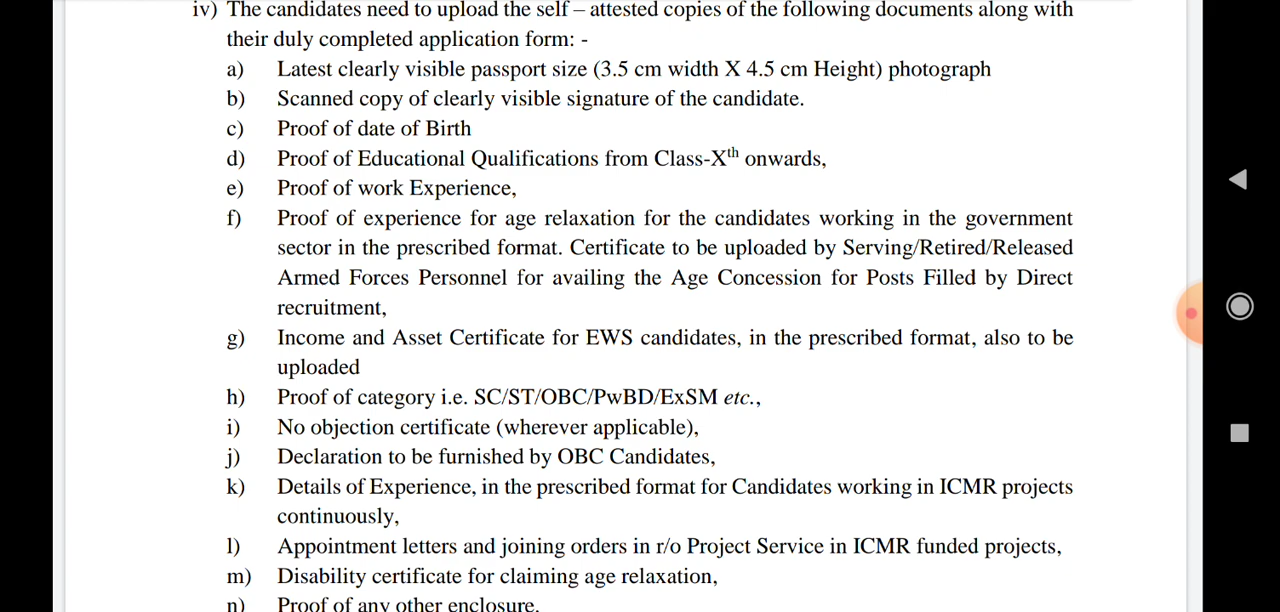 iv) The candidates need to upload the self – attested copies of the following documents along with
their duly completed application form: -
a) Latest clearly visible passport size (3.5 cm width X 4.5 cm Height) photograph
b) Scanned copy of clearly visible signature of the candidate.
c) Proof of date of Birth
d) Proof of Educational Qualifications from Class-Xth onwards,
e) Proof of work Experience,
f) Proof of experience for age relaxation for the candidates working in the government
sector in the prescribed format. Certificate to be uploaded by Serving/Retired/Released
Armed Forces Personnel for availing the Age Concession for Posts Filled by Direct
recruitment,
g) Income and Asset Certificate for EWS candidates, in the prescribed format, also to be
uploaded
h) Proof of category i.e. SC/ST/OBC/PwBD/ExSM etc.,
i) No objection certificate (wherever applicable),
j) Declaration to be furnished by OBC Candidates,
k) Details of Experience, in the prescribed format for Candidates working in ICMR projects
continuously,
l) Appointment letters and joining orders in r/o Project Service in ICMR funded projects,
m) Disability certificate for claiming age relaxation,
n) Proof of any other enclosure.